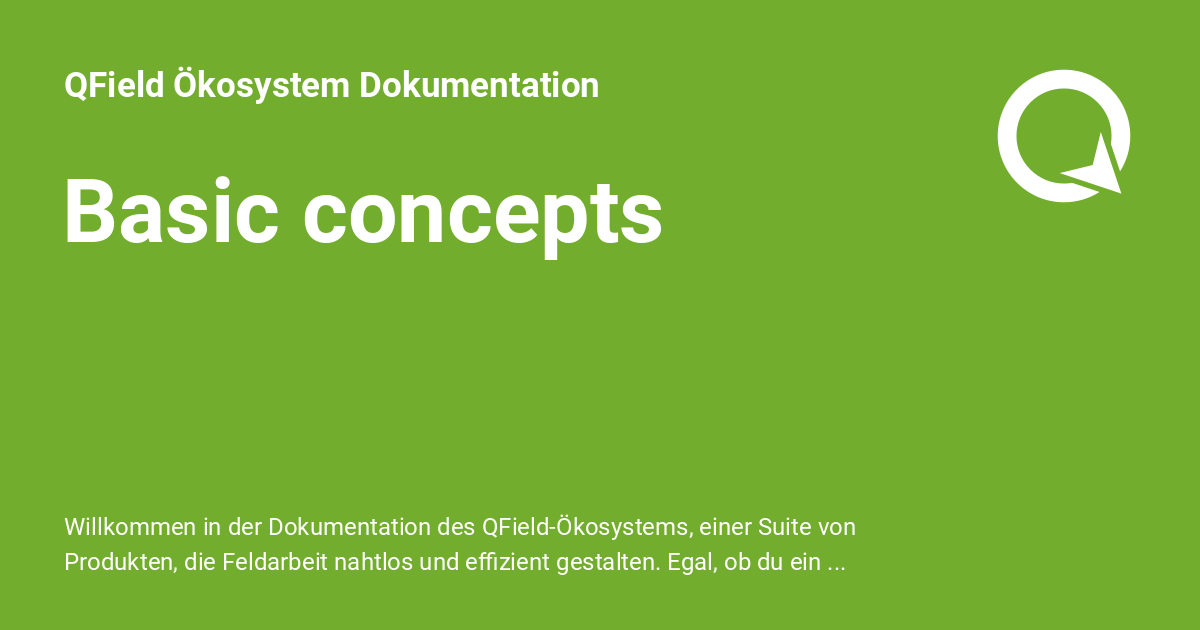 QField Ökosystem Dokumentation
Basic concepts
Willkommen in der Dokumentation des QField-Ökosystems, einer Suite von
Produkten, die Feldarbeit nahtlos und effizient gestalten. Egal, ob du ein ...